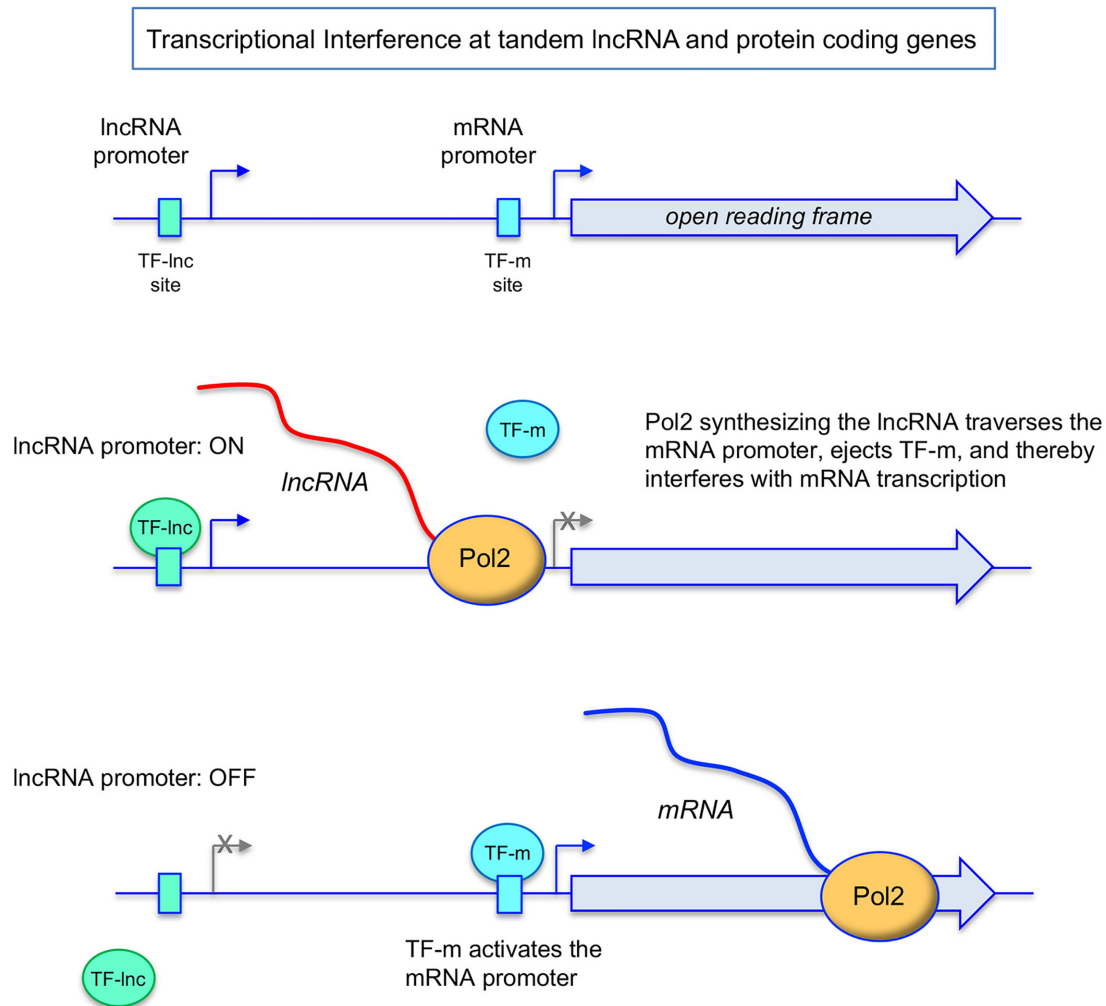 Transcriptional Interference at tandem lncRNA and protein coding genes
lncRNA
promoter
mRNA
promoter
open reading frame
TF-lnc
site
TF-m
site
lncRNA promoter: ON
TF-m
Pol2 synthesizing the lncRNA traverses the
mRNA promoter, ejects TF-m, and thereby
interferes with mRNA transcription
lncRNA
TF-lnc
X
Pol2
lncRNA promoter: OFF
mRNA
X
TF-m
Pol2
TF-m activates the
mRNA promoter
TF-lnc